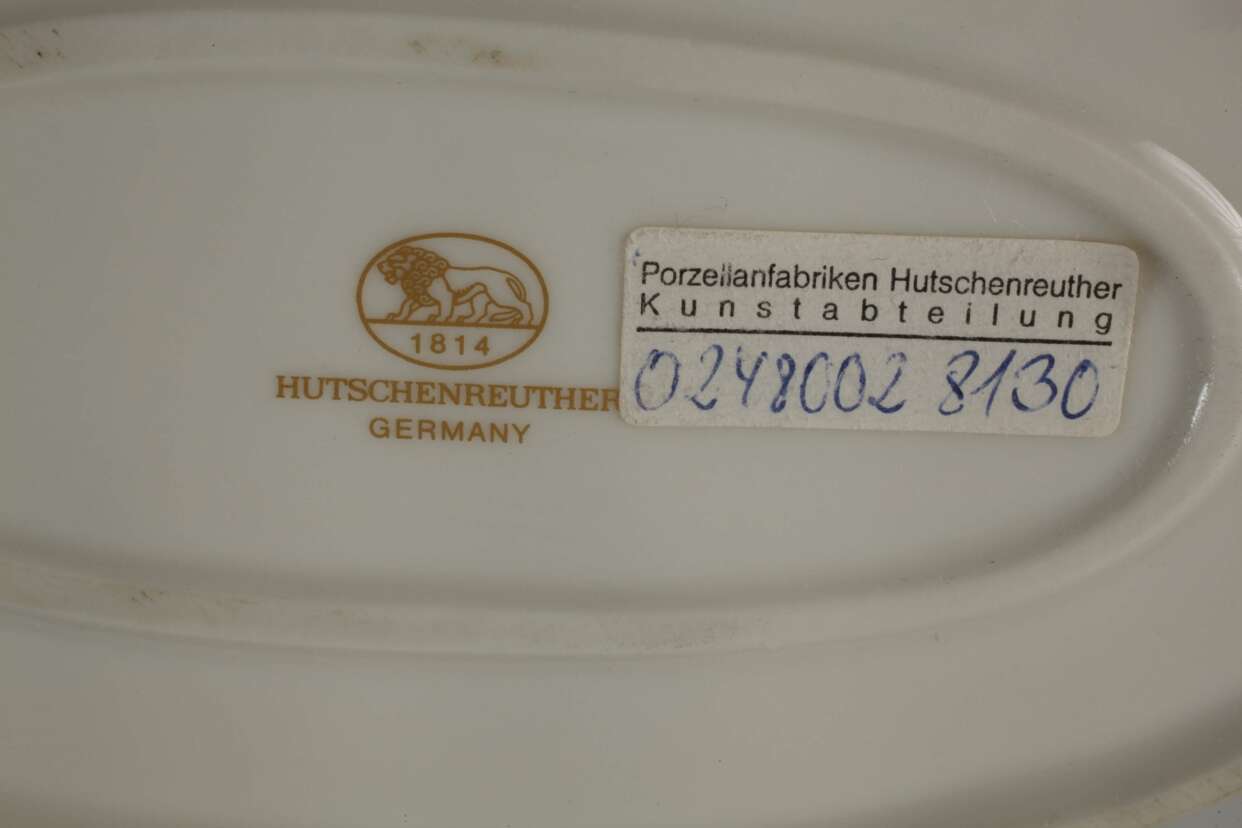 1814
HUTSCHENREUTHER
GERMANY
Porzellanfabriken Hutschenreuther
Kunstabteilung
0248002 8130